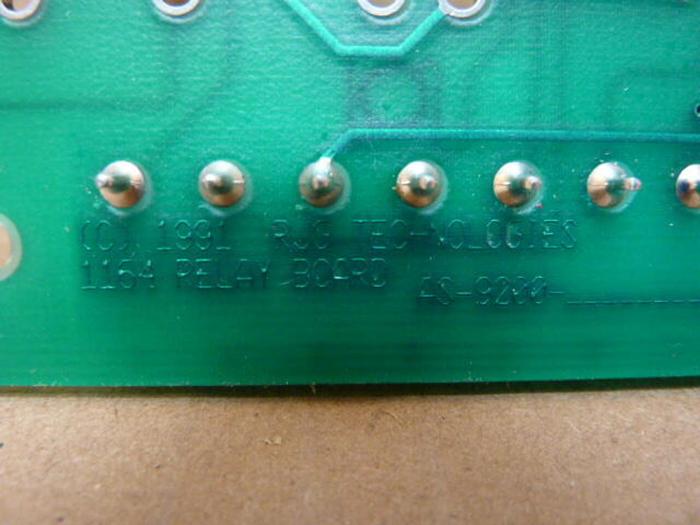 (C) 1991 RJG TECHNOLOGIES
1164 RELAY BOARD
AS-9200-